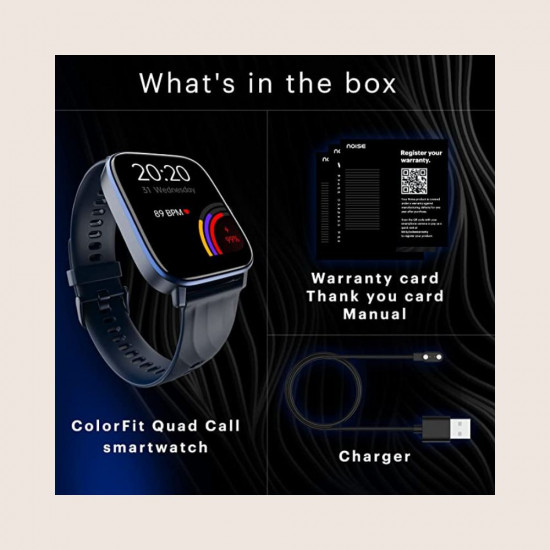 What's in the box
20:20
31 Wednesday
89 BPM
99%
ColorFit Quad Call
smartwatch
noise
Register your
warranty.
Warranty card
Thank you card
Manual
Charger